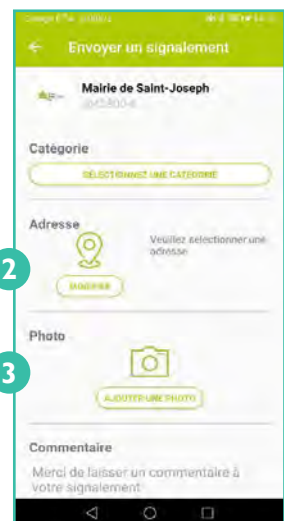 Envoyer un signalement
Mairie de Saint-Joseph
Catégorie
SÉLECTIONNEZ UNE CATÉGORIE
Adresse
2
Veuillez sélectionner une
adresse
MODIFIER
Photo
3
AJOUTER UNE PHOTO
Commentaire
Merci de laisser un commentaire à
votre signalement